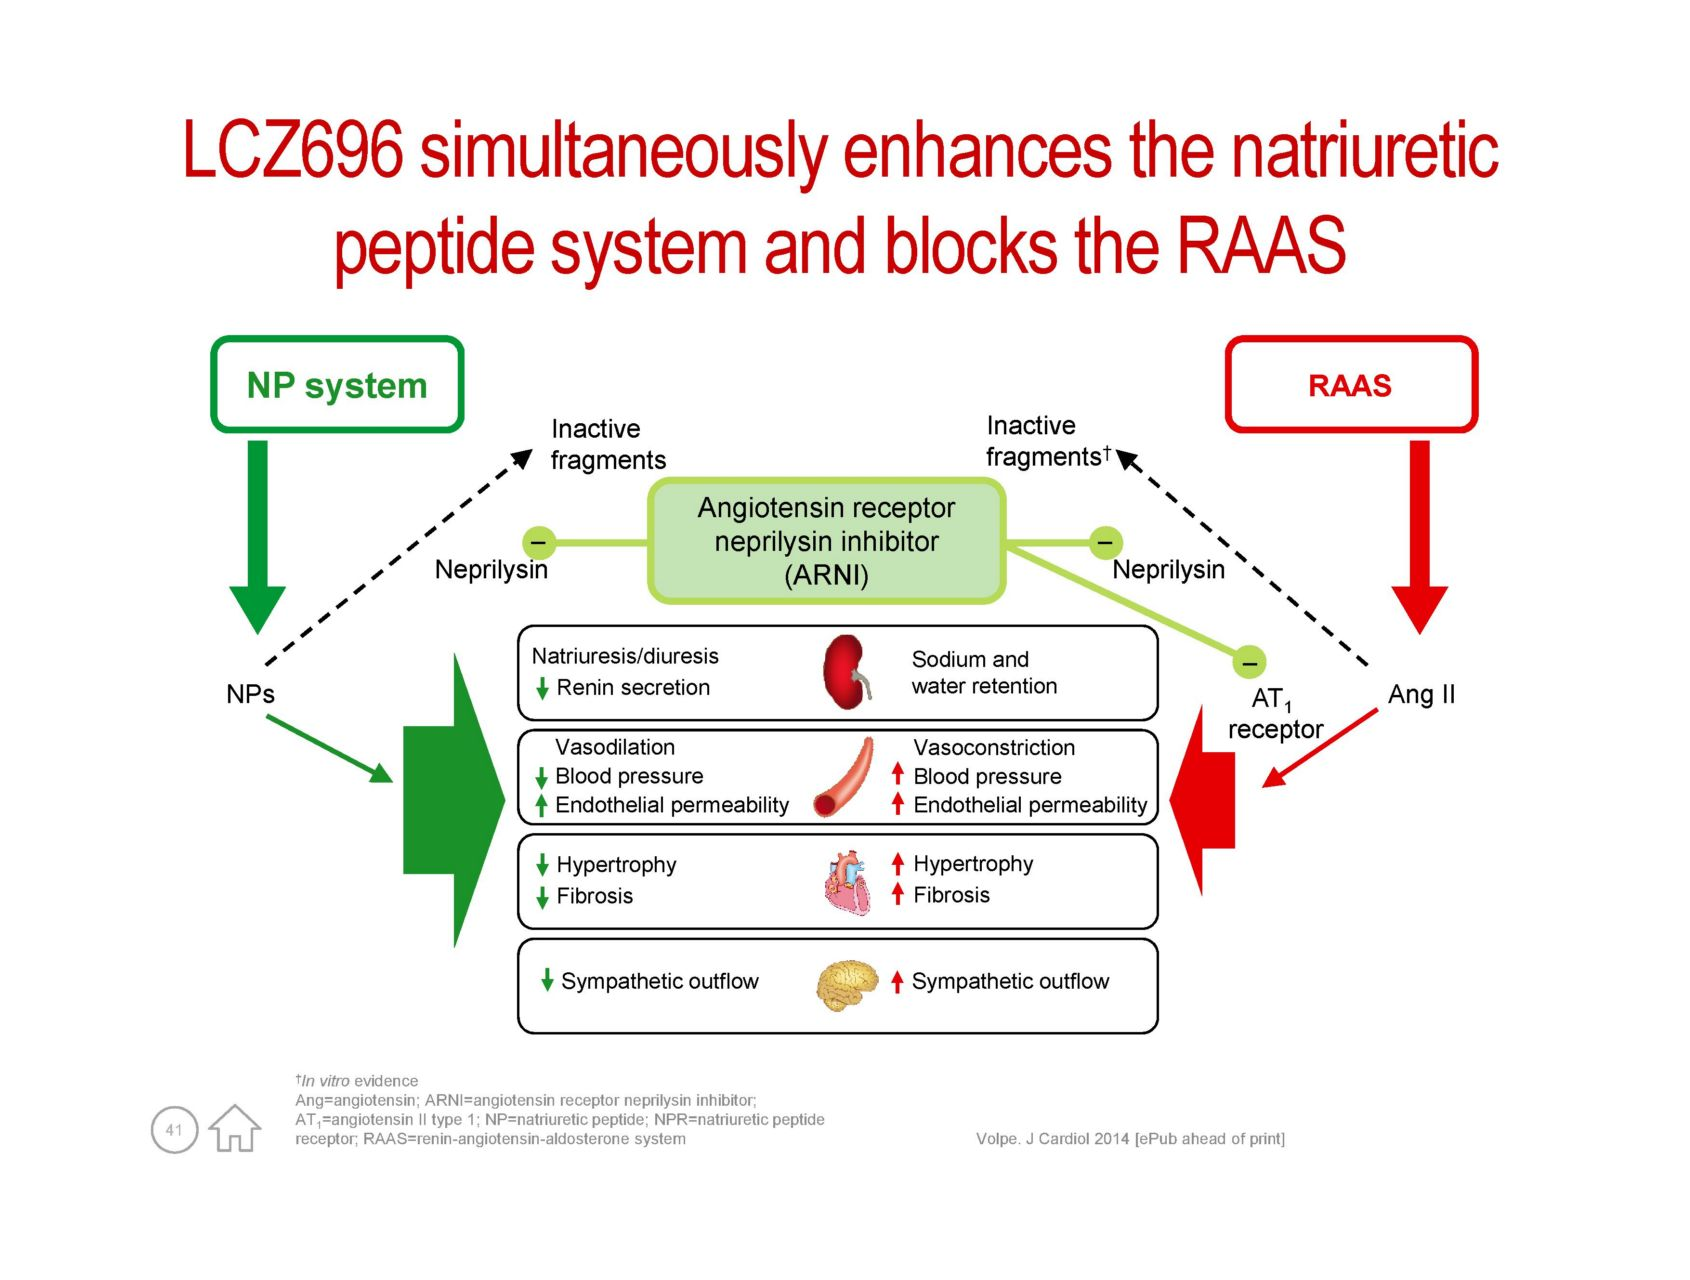 LCZ696 simultaneously enhances the natriuretic
peptide system and blocks the RAAS
NP system
RAAS
Inactive
fragments
Inactive
fragments†
Angiotensin receptor
neprilysin inhibitor
(ARNI)
−
Neprilysin
−
Neprilysin
−
AT1
receptor
NPs
Ang II
Natriuresis/diuresis
↓ Renin secretion
Sodium and
water retention
Vasodilation
↓ Blood pressure
↑ Endothelial permeability
Vasoconstriction
↑ Blood pressure
↑ Endothelial permeability
↓ Hypertrophy
↓ Fibrosis
↑ Hypertrophy
↑ Fibrosis
↓ Sympathetic outflow
↑ Sympathetic outflow
†In vitro evidence
Ang=angiotensin; ARNI=angiotensin receptor neprilysin inhibitor;
AT1=angiotensin II type 1; NP=natriuretic peptide; NPR=natriuretic peptide
receptor; RAAS=renin-angiotensin-aldosterone system
41
Volpe. J Cardiol 2014 [ePub ahead of print]